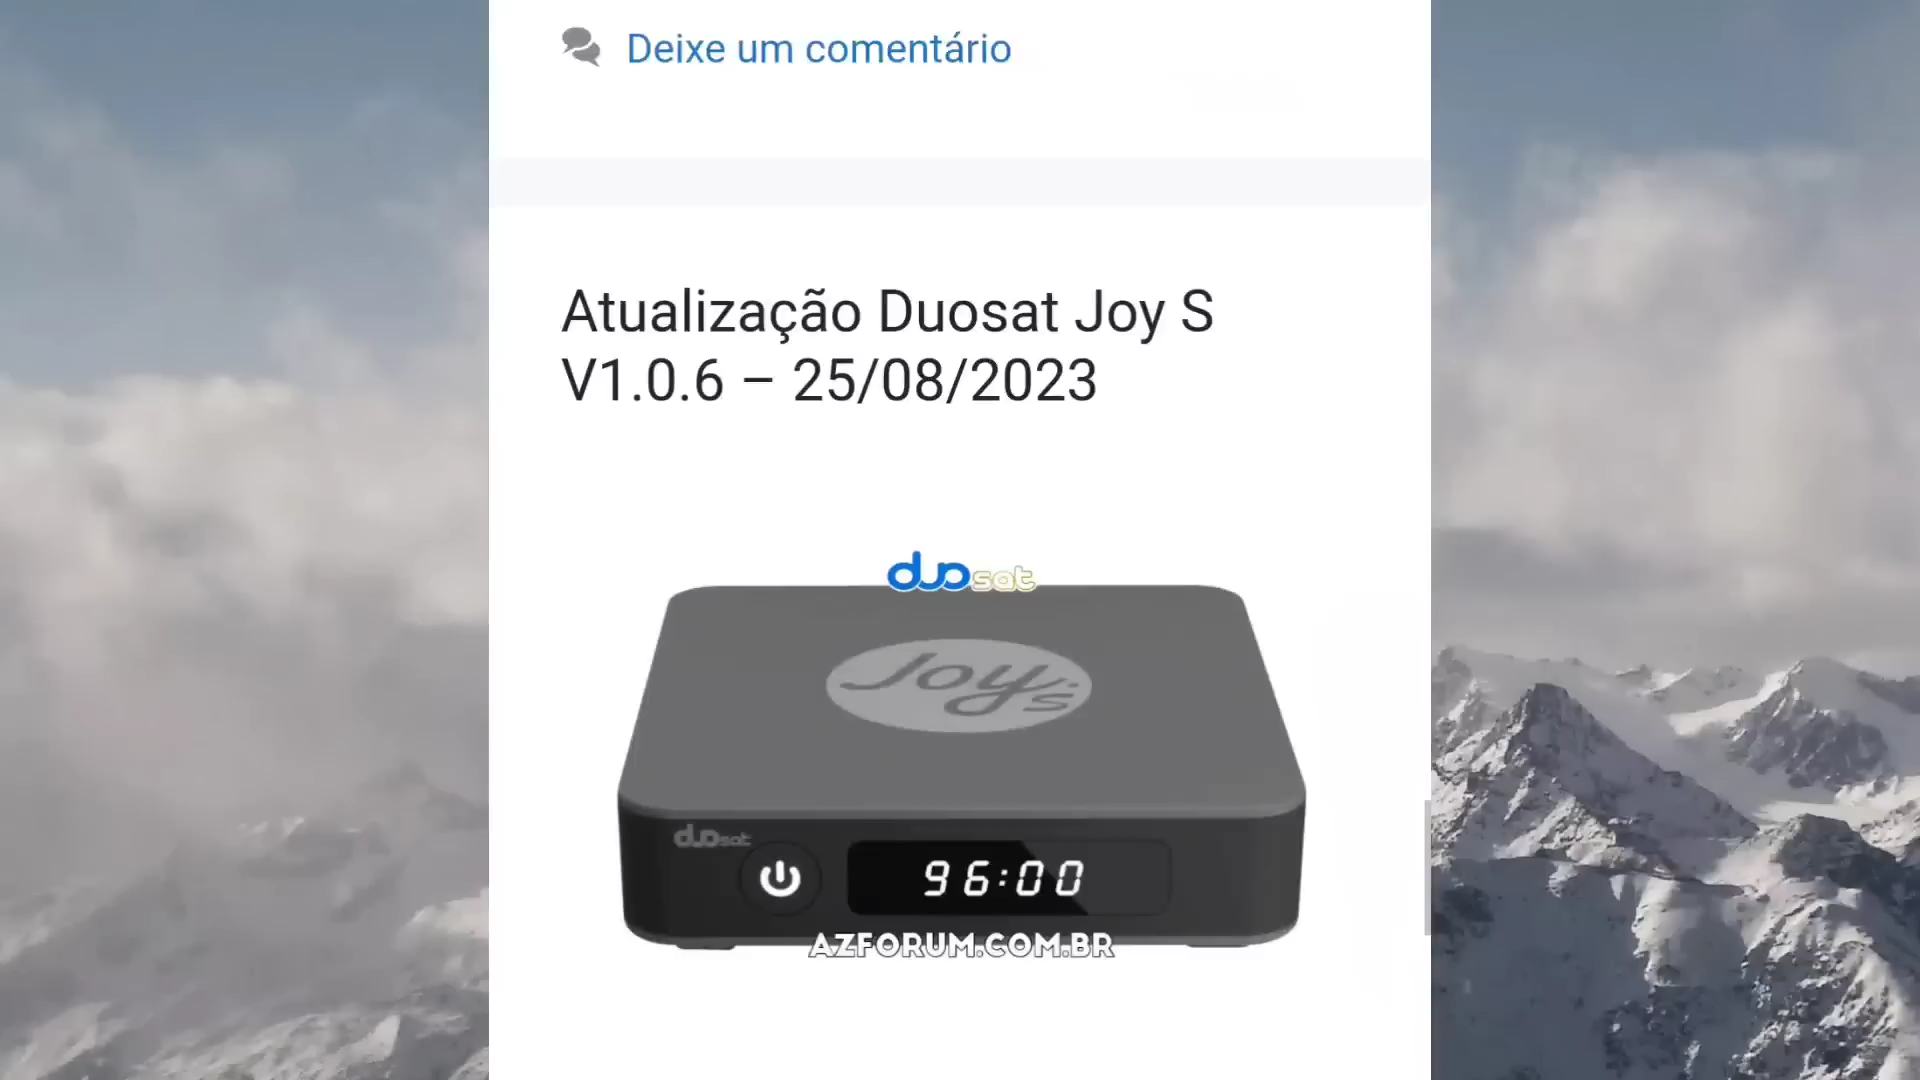 Deixe um comentário
Atualização Duosat Joy S
V1.0.6 – 25/08/2023
duosat
Joy's
duosat
96:00
AZFORUM.COM.BR